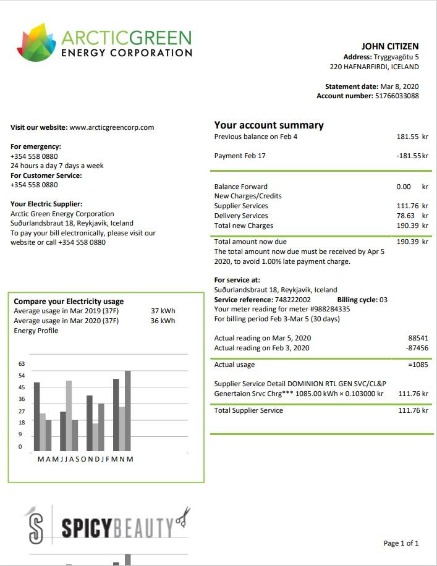 ARCTICGREEN
ENERGY CORPORATION
JOHN CITIZEN
Address: Tryggvagötu 5
220 HAFNARFIRDI, ICELAND
Statement date: Mar 8, 2020
Account number: 51766033088
Visit our website: www.arcticgreencorp.com
For emergency:
+354 558 0880
24 hours a day 7 days a week
For Customer Service:
+354 558 0880
Your Electric Supplier:
Arctic Green Energy Corporation
Suðurlandsbraut 18, Reykjavik, Iceland
To pay your bill electronically, please visit our
website or call +354 558 0880
Compare your Electricity usage
Average usage in Mar 2019 (37F) 37 kWh
Average usage in Mar 2020 (37F) 36 kWh
Energy Profile
63
54
45
36
27
18
9
0
M A M J J A S O N D J F M N M
SPICYBEAUTY
Your account summary
Previous balance on Feb 4 181.55 kr
Payment Feb 17 -181.55kr
Balance Forward 0.00 kr
New Charges/Credits
Supplier Services 111.76 kr
Delivery Services 78.63 kr
Total new Charges 190.39 kr
Total amount now due 190.39 kr
The total amount now due must be received by Apr 5
2020, to avoid 1.00% late payment charge.
For service at:
Suðurlandsbraut 18, Reykjavik, Iceland
Service reference: 748222002 Billing cycle: 03
Your meter reading for meter #988284335
For billing period Feb 3-Mar 5 (30 days)
Actual reading on Mar 5, 2020 88541
Actual reading on Feb 3, 2020 -87456
Actual usage =1085
Supplier Service Detail DOMINION RTL GEN SVC/CL&P
Genertaion Srvc Chrg*** 1085.00 kWh × 0.103000 kr 111.76 kr
Total Supplier Service 111.76 kr
Page 1 of 1